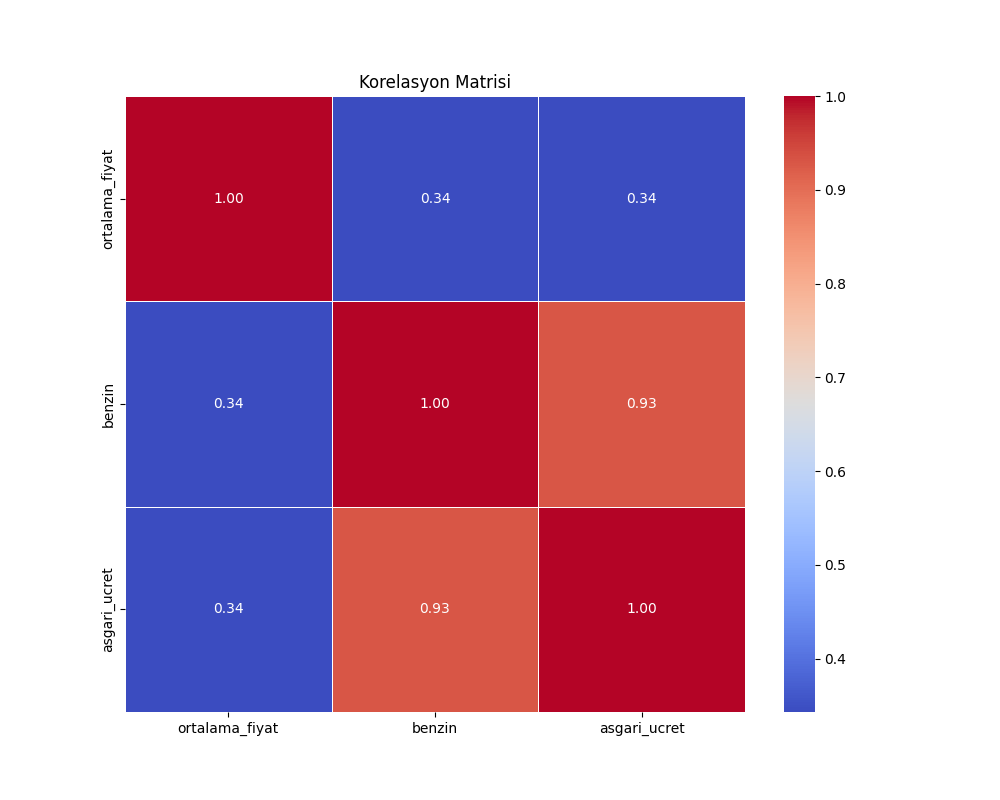 Korelasyon Matrisi
ortalama_fiyat
1.00
0.34
0.34
benzin
0.34
1.00
0.93
asgari_ucret
0.34
0.93
1.00
ortalama_fiyat
benzin
asgari_ucret
1.0
0.9
0.8
0.7
0.6
0.5
0.4